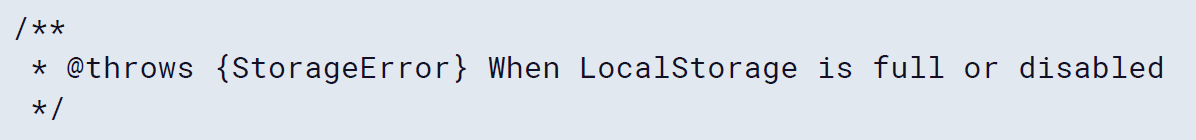 /**
 * @throws {StorageError} When LocalStorage is full or disabled
 */